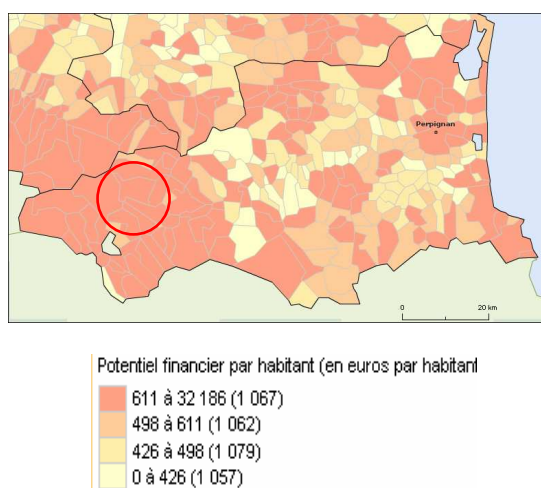 Perpignan
0 20 km
Potentiel financier par habitant (en euros par habitant
611 à 32 186 (1 067)
498 à 611 (1 062)
426 à 498 (1 079)
0 à 426 (1 057)